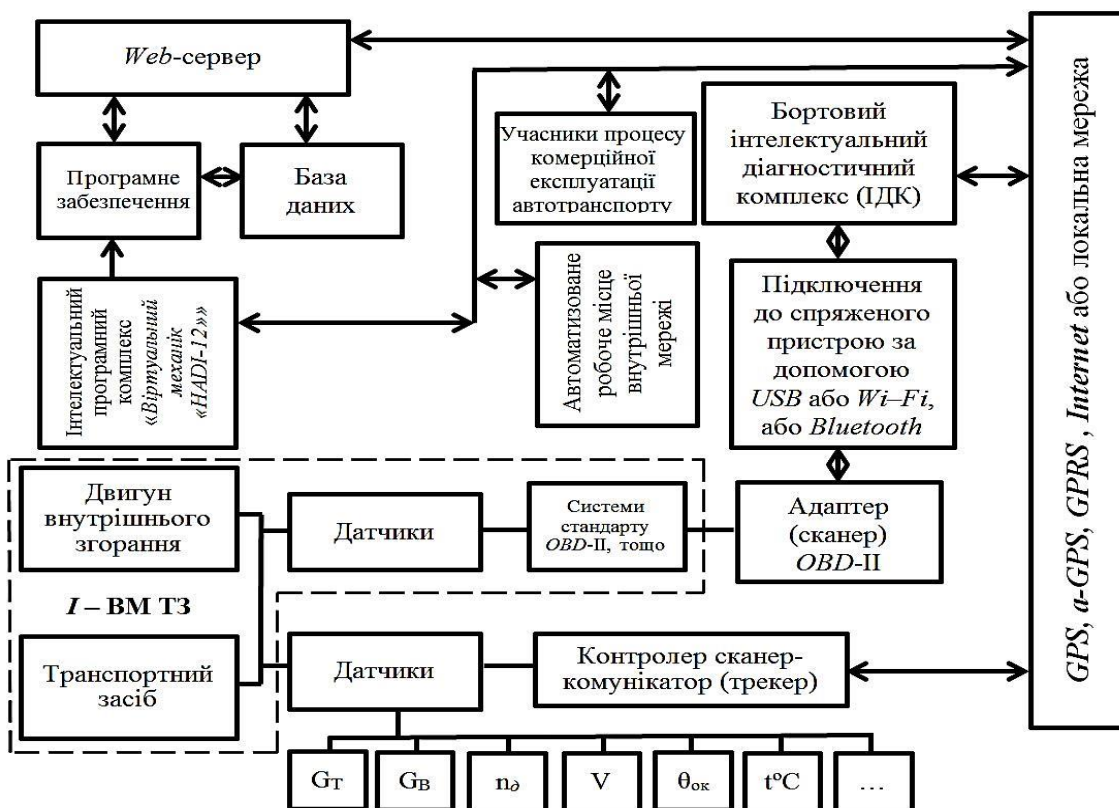 Web-сервер
Програмне
забезпечення
База
даних
Учасники процесу
комерційної
експлуатації
автотранспорту
Бортовий
інтелектуальний
діагностичний
комплекс (ІДК)
Інтелектуальний
програмний
комплекс
«Віртуальний
механік
«HADI-12»»
Автоматизоване
робоче місце
внутрішньої
мережі
Підключення
до спряженого
пристрою за
допомогою
USB або Wi–Fi,
або Bluetooth
GPS, a-GPS, GPRS , Internet або локальна мережа
Двигун
внутрішнього
згорання
Датчики
Системи
стандарту
OBD-II, тощо
Адаптер
(сканер)
OBD-II
I – ВМ ТЗ
Транспортний
засіб
Датчики
Контролер сканер-
комунікатор (трекер)
GТ
GВ
n∂
V
θок
tºC
…